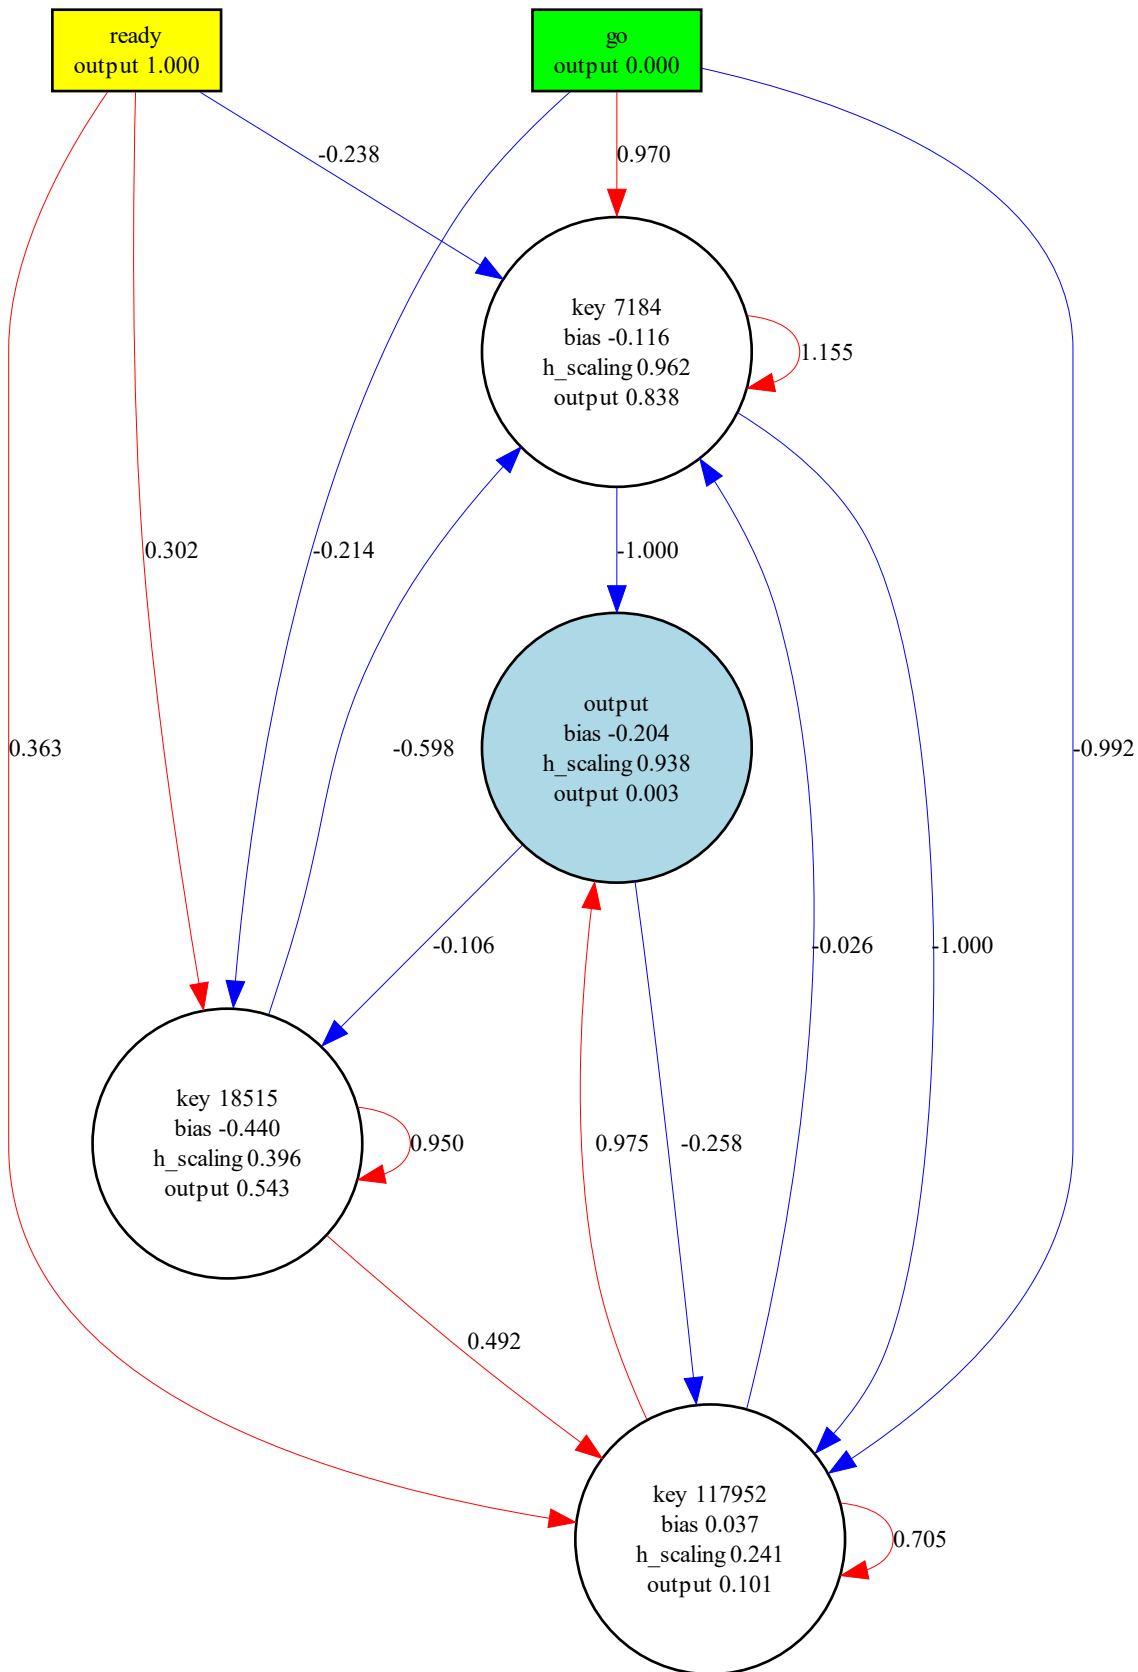 ready
output 1.000
go
output 0.000
-0.238
0.970
key 7184
bias -0.116
h_scaling 0.962
output 0.838
1.155
0.302
-0.214
-1.000
output
bias -0.204
h_scaling 0.938
output 0.003
0.363
-0.598
-0.992
-0.106
-0.026
-1.000
key 18515
bias -0.440
h_scaling 0.396
output 0.543
0.950
0.975
-0.258
0.492
key 117952
bias 0.037
h_scaling 0.241
output 0.101
0.705